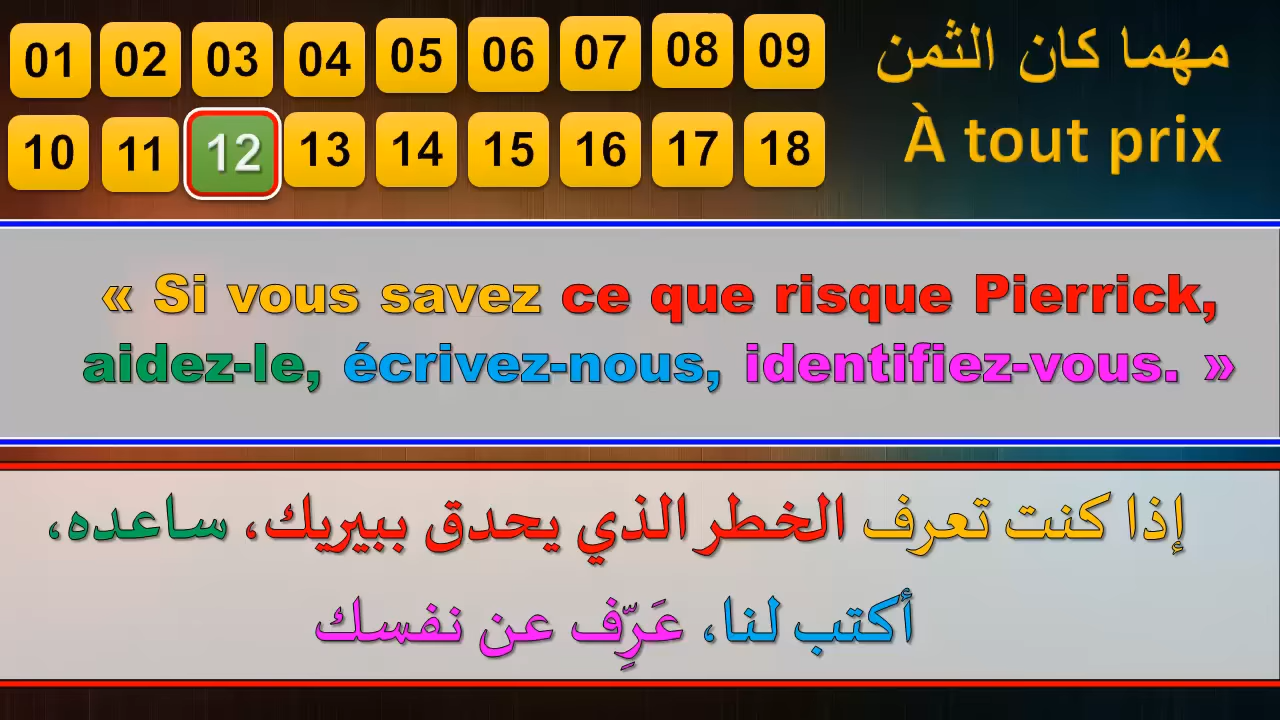 01 02 03 04 05 06 07 08 09
10 11 12 13 14 15 16 17 18
مهما كان الثمن
À tout prix
« Si vous savez ce que risque Pierrick,
aidez-le, écrivez-nous, identifiez-vous. »
إذا كنت تعرف الخطر الذي يحدق ببيريك، ساعده،
أكتب لنا، عَرِّف عن نفسك